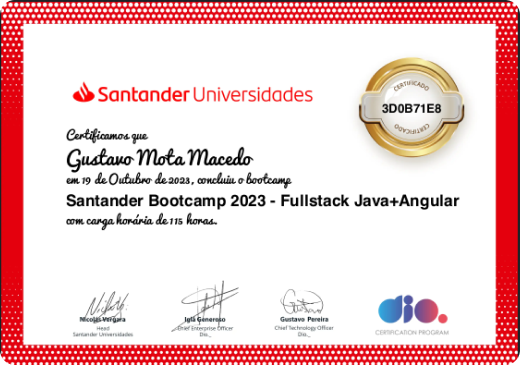 Santander Universidades
CERTIFICADO
3D0B71E8
CERTIFICADO
Certificamos que
Gustavo Mota Macedo
em 19 de Outubro de 2023, concluiu o bootcamp
Santander Bootcamp 2023 - Fullstack Java+Angular
com carga horária de 115 horas.
Nicolás Vergara
Head
Santander Universidades
Iglá Generoso
Chief Enterprise Officer
Dio._
Gustavo Pereira
Chief Technology Officer
Dio._
dio.
CERTIFICATION PROGRAM